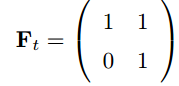 F_t = ( 1 1
0 1 )